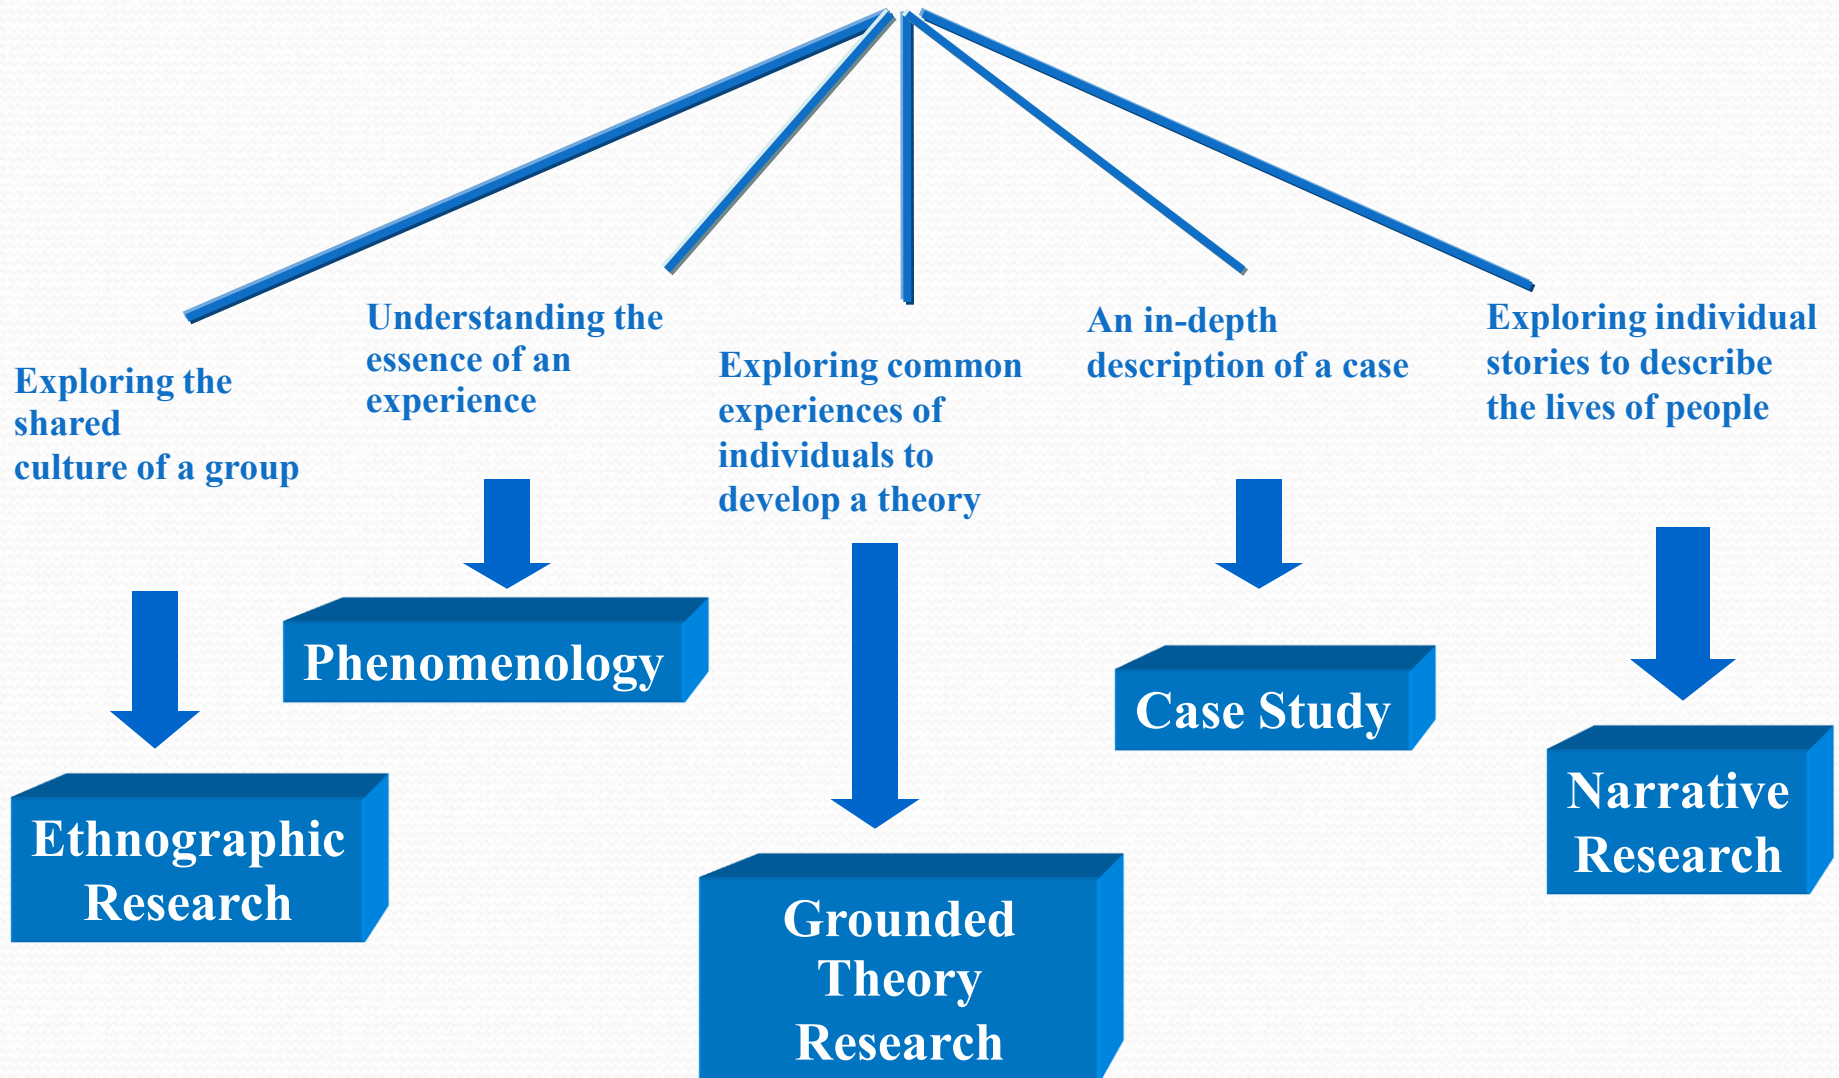 Exploring the
shared
culture of a group
Understanding the
essence of an
experience
Exploring common
experiences of
individuals to
develop a theory
An in-depth
description of a case
Exploring individual
stories to describe
the lives of people
Ethnographic
Research
Phenomenology
Grounded
Theory
Research
Case Study
Narrative
Research